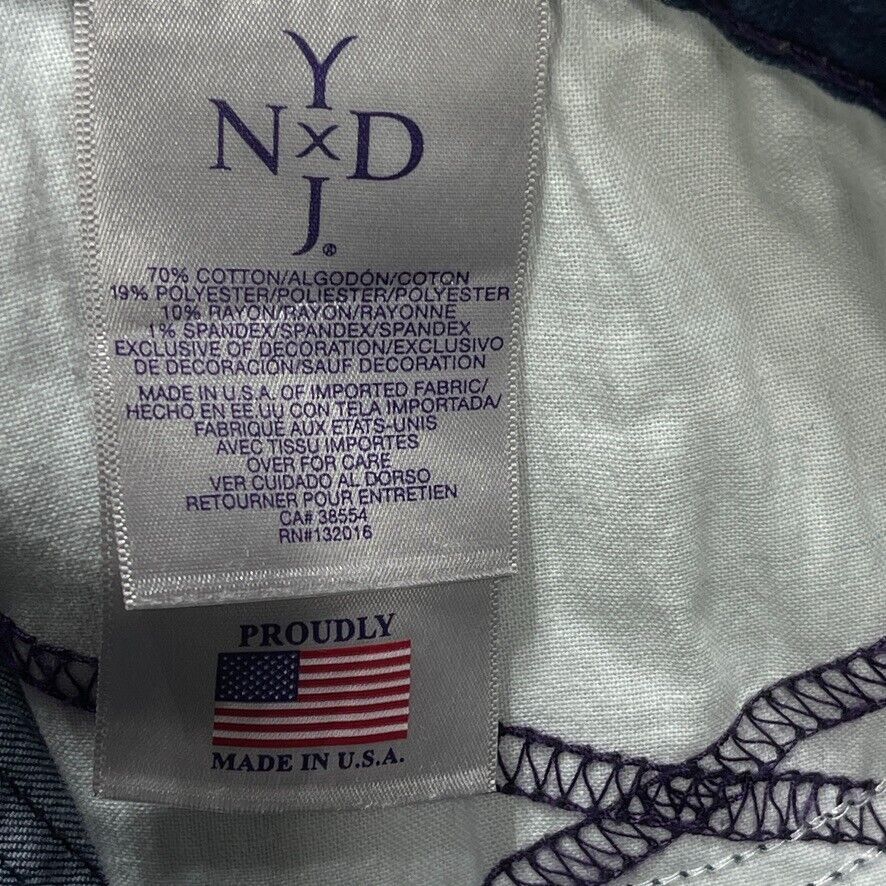 Y
N x D
J®
70% COTTON/ALGODÓN/COTON
19% POLYESTER/POLIESTER/POLYESTER
10% RAYON/RAYON/RAYONNE
1% SPANDEX/SPANDEX/SPANDEX
EXCLUSIVE OF DECORATION/EXCLUSIVO
DE DECORACIÓN/SAUF DECORATION
MADE IN U.S.A. OF IMPORTED FABRIC/
HECHO EN EE.UU CON TELA IMPORTADA/
FABRIQUE AUX ETATS-UNIS
AVEC TISSU IMPORTES
OVER FOR CARE
VER CUIDADO AL DORSO
RETOURNER POUR ENTRETIEN
CA# 38554
RN#132016
PROUDLY
MADE IN U.S.A.